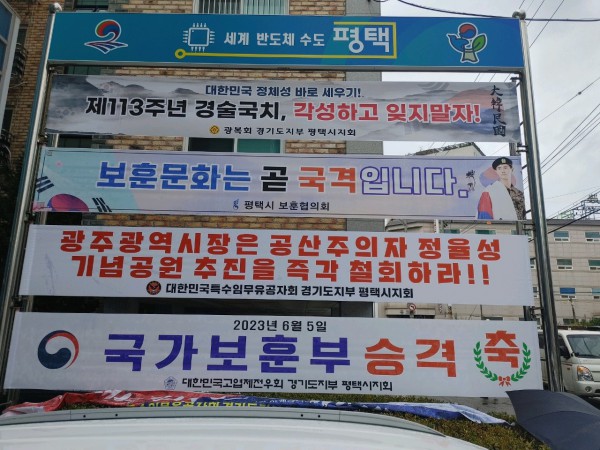 세계 반도체 수도 평택
대한민국 정체성 바로 세우기!
제113주년 경술국치, 각성하고 잊지말자!
광복회 경기도지부 평택시지회
大韓民國
보훈문화는 곧 국격입니다.
평택시 보훈협의회
광주광역시장은 공산주의자 정율성
기념공원 추진을 즉각 철회하라!!
대한민국특수임무유공자회 경기도지부 평택시지회
2023년 6월 5일
국가보훈부 승격 축
대한민국고엽제전우회 경기도지부 평택시지회